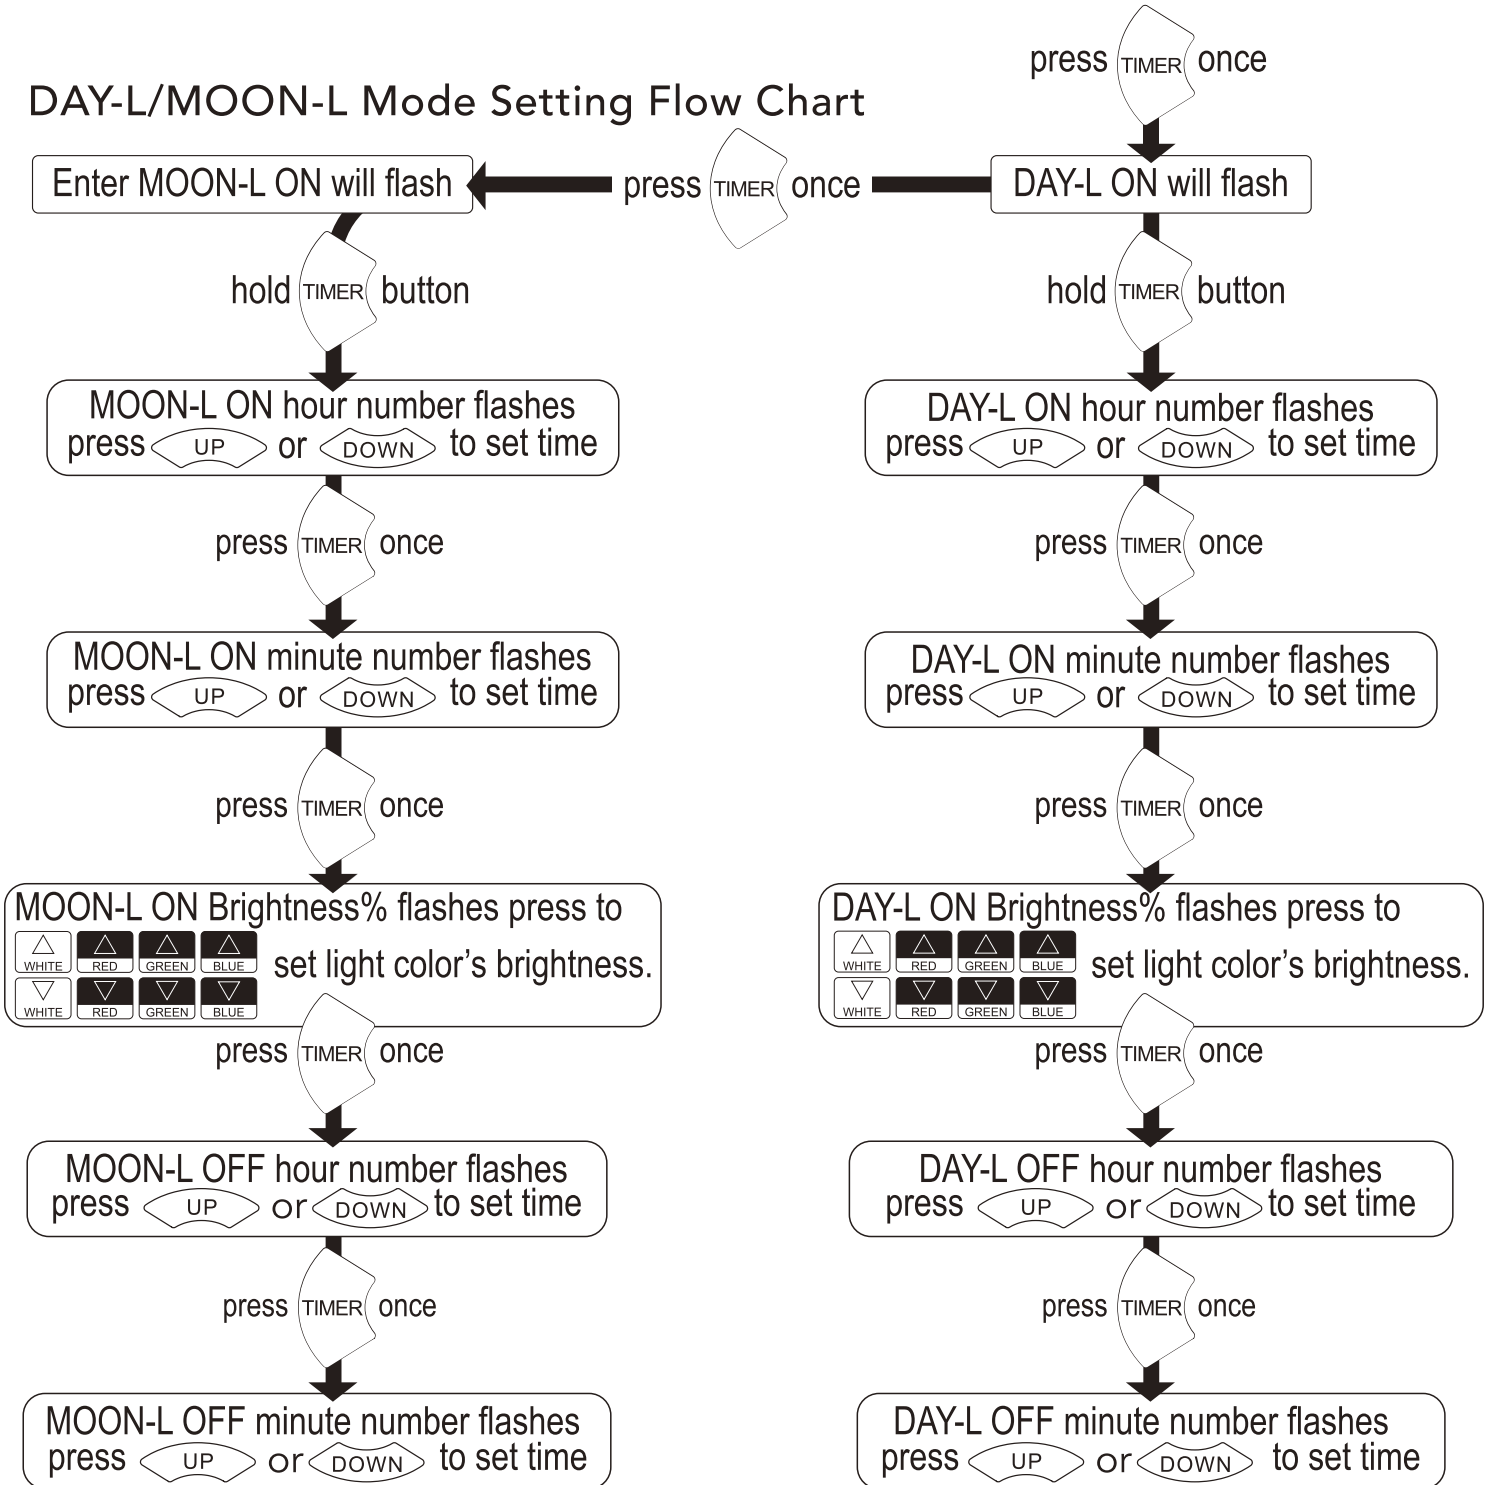 press TIMER once
DAY-L/MOON-L Mode Setting Flow Chart
Enter MOON-L ON will flash
press TIMER once
DAY-L ON will flash
hold TIMER button
MOON-L ON hour number flashes
press UP or DOWN to set time
press TIMER once
MOON-L ON minute number flashes
press UP or DOWN to set time
press TIMER once
MOON-L ON Brightness% flashes press to
WHITE RED GREEN BLUE set light color's brightness.
WHITE RED GREEN BLUE
press TIMER once
MOON-L OFF hour number flashes
press UP or DOWN to set time
press TIMER once
MOON-L OFF minute number flashes
press UP or DOWN to set time
hold TIMER button
DAY-L ON hour number flashes
press UP or DOWN to set time
press TIMER once
DAY-L ON minute number flashes
press UP or DOWN to set time
press TIMER once
DAY-L ON Brightness% flashes press to
WHITE RED GREEN BLUE set light color's brightness.
WHITE RED GREEN BLUE
press TIMER once
DAY-L OFF hour number flashes
press UP or DOWN to set time
press TIMER once
DAY-L OFF minute number flashes
press UP or DOWN to set time